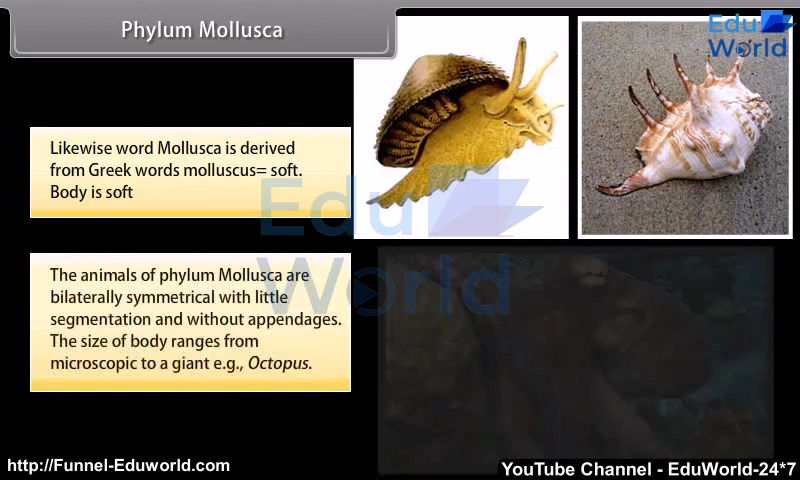 Phylum Mollusca
Edu
World
Likewise word Mollusca is derived
from Greek words molluscus= soft.
Body is soft
Edu
World
The animals of phylum Mollusca are
bilaterally symmetrical with little
segmentation and without appendages.
The size of body ranges from
microscopic to a giant e.g., Octopus.
http://Funnel-Eduworld.com
YouTube Channel - EduWorld-24*7